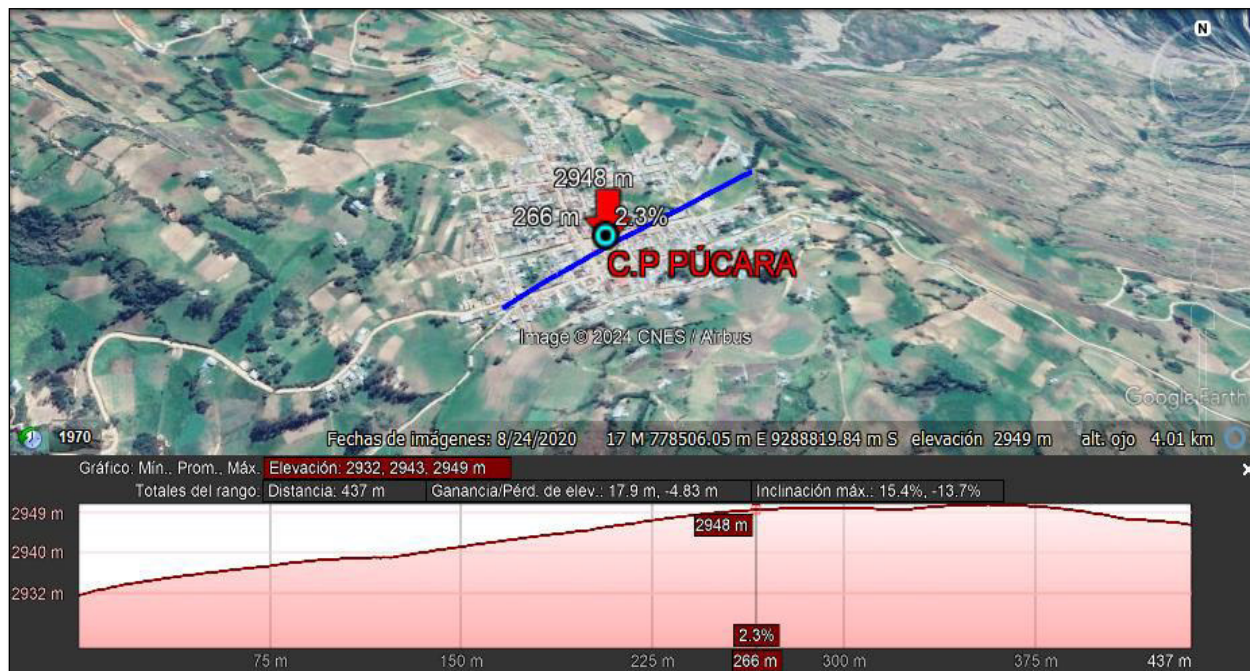 N
2948 m
266 m 2.3%
C.P PÚCARA
Image © 2024 CNES / Airbus
Google Earth
1970
Fechas de imágenes: 8/24/2020 17 M 778506.05 m E 9288819.84 m S elevación 2949 m alt. ojo 4.01 km
Gráfico: Mín., Prom., Máx. Elevación: 2932, 2943, 2949 m
Totales del rango: Distancia: 437 m Ganancia/Pérd. de elev.: 17.9 m, -4.83 m Inclinación máx.: 15.4%, -13.7%
2949 m
2948 m
2940 m
2932 m
2.3%
75 m 150 m 225 m 266 m 300 m 375 m 437 m